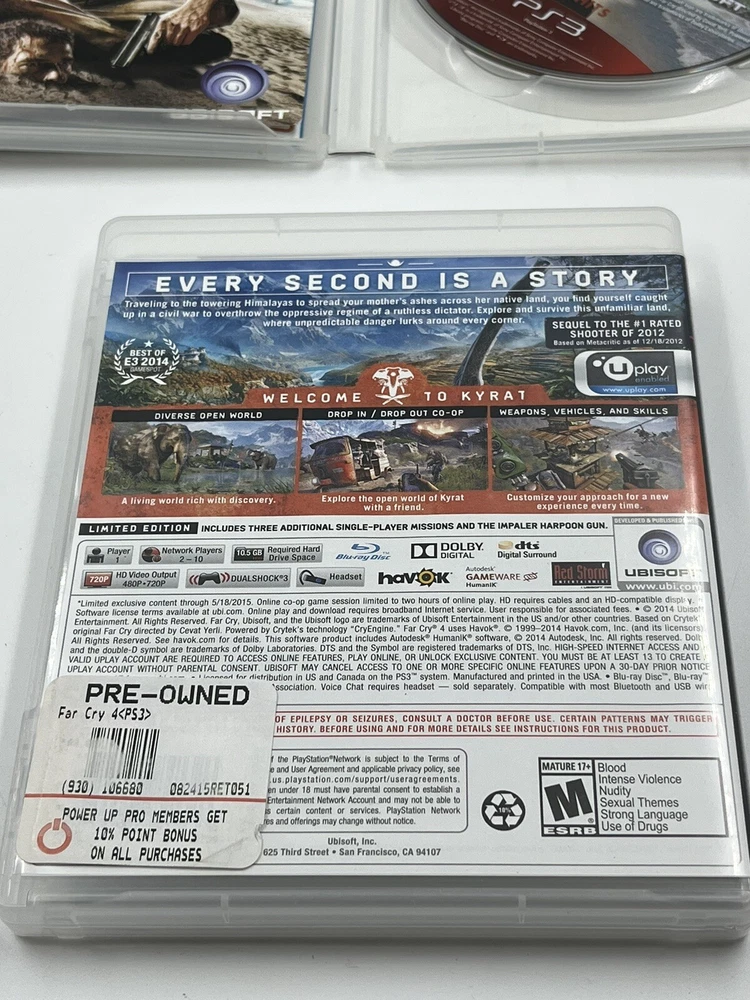 UBISOFT
PS3
EVERY SECOND IS A STORY
Traveling to the towering Himalayas to spread your mother's ashes across her native land, you find yourself caught
up in a civil war to overthrow the oppressive regime of a ruthless dictator. Explore and survive this unfamiliar land,
where unpredictable danger lurks around every corner.
SEQUEL TO THE #1 RATED
SHOOTER OF 2012
Based on Metacritic as of 12/18/2012
BEST OF
E3 2014
GAMESPOT
Uplay
enabled
www.uplay.com
WELCOME TO KYRAT
DIVERSE OPEN WORLD
DROP IN / DROP OUT CO-OP
WEAPONS, VEHICLES, AND SKILLS
A living world rich with discovery.
Explore the open world of Kyrat
with a friend.
Customize your approach for a new
experience every time.
LIMITED EDITION INCLUDES THREE ADDITIONAL SINGLE-PLAYER MISSIONS AND THE IMPALER HARPOON GUN.
DEVELOPED & PUBLISHED
UBISOFT
www.ubi.com
Player
1
Network Players
2–10
10.5 GB
Required Hard
Drive Space
Blu-ray Disc
DOLBY
DIGITAL
dts
Digital Surround
720P
HD Video Output
480P•720P
DUALSHOCK®3
Headset
havok
Autodesk
GAMEWARE
HumanIK
Red Storm
ENTERTAINMENT
*Limited exclusive content through 5/18/2015. Online co-op game session limited to two hours of online play. HD requires cables and an HD-compatible display.
Software license terms available at ubi.com. Online play and download requires broadband Internet service. User responsible for associated fees. • © 2014 Ubisoft
Entertainment. All Rights Reserved. Far Cry, Ubisoft, and the Ubisoft logo are trademarks of Ubisoft Entertainment in the US and/or other countries. Based on Crytek'
original Far Cry directed by Cevat Yerli. Powered by Crytek's technology "CryEngine." Far Cry® 4 uses Havok®. © 1999–2014 Havok.com, Inc. (and its licensors)
All Rights Reserved. See havok.com for details. This software product includes Autodesk® HumanIK® software, © 2014 Autodesk, Inc. All rights reserved. Dol
and the double-D symbol are trademarks of Dolby Laboratories. DTS and the Symbol are registered trademarks of DTS, Inc. HIGH-SPEED INTERNET ACCESS AND
VALID UPLAY ACCOUNT ARE REQUIRED TO ACCESS ONLINE FEATURES, PLAY ONLINE, OR UNLOCK EXCLUSIVE CONTENT. YOU MUST BE AT LEAST 13 TO CREATE
UPLAY ACCOUNT WITHOUT PARENTAL CONSENT. UBISOFT MAY CANCEL ACCESS TO ONE OR MORE SPECIFIC ONLINE FEATURES UPON A 30-DAY PRIOR NOTICE
Licensed for distribution in US and Canada on the PS3™ system. Manufactured and printed in the USA. • Blu-ray Disc™, Blu-ray™
ssociation. Voice Chat requires headset — sold separately. Compatible with most Bluetooth and USB wir
OF EPILEPSY OR SEIZURES, CONSULT A DOCTOR BEFORE USE. CERTAIN PATTERNS MAY TRIGGER
HISTORY. BEFORE USING AND FOR MORE DETAILS SEE INSTRUCTIONS FOR THIS PRODUCT.
PRE-OWNED
Far Cry 4<PS3>
(930) 106680 082415RET051
POWER UP PRO MEMBERS GET
10% POINT BONUS
ON ALL PURCHASES
f the PlayStation®Network is subject to the Terms of
e and User Agreement and applicable privacy policy, see
us.playstation.com/support/useragreements.
en under 18 must have parental consent to establish a
Entertainment Network Account and may not be able to
s certain content or services. PlayStation Network
es and offerings may change without notice.
MATURE 17+
M
ESRB
Blood
Intense Violence
Nudity
Sexual Themes
Strong Language
Use of Drugs
Ubisoft, Inc.
625 Third Street • San Francisco, CA 94107